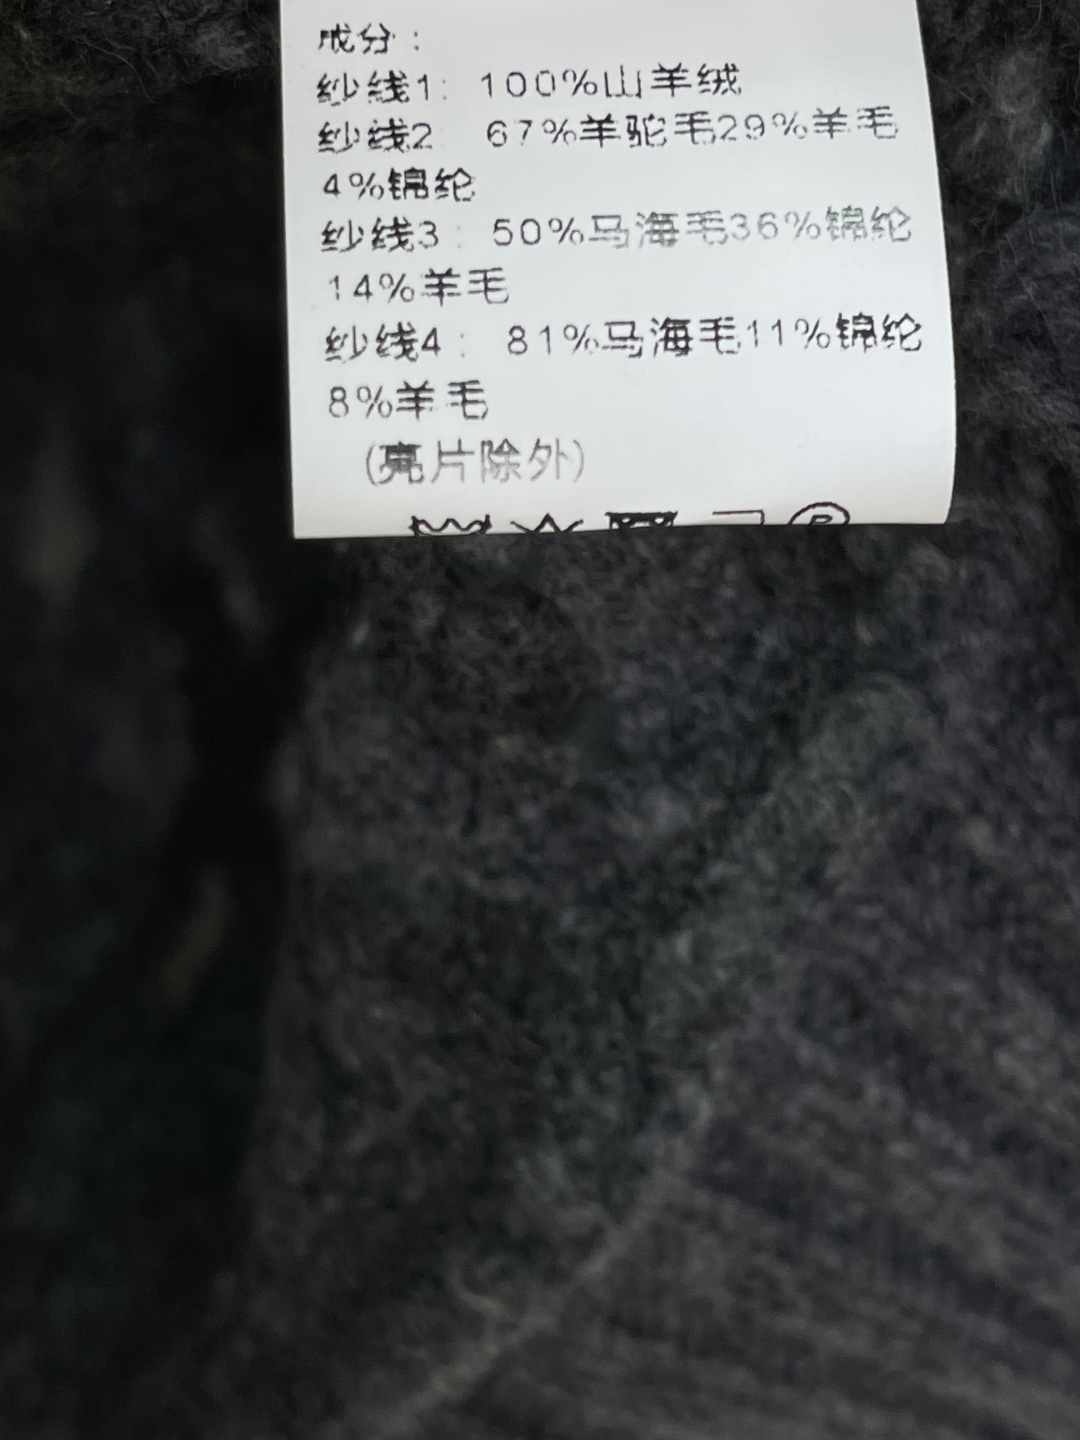 成分：
纱线1：100%山羊绒
纱线2：67%羊驼毛29%羊毛
4%锦纶
纱线3：50%马海毛36%锦纶
14%羊毛
纱线4：81%马海毛11%锦纶
8%羊毛
(亮片除外)